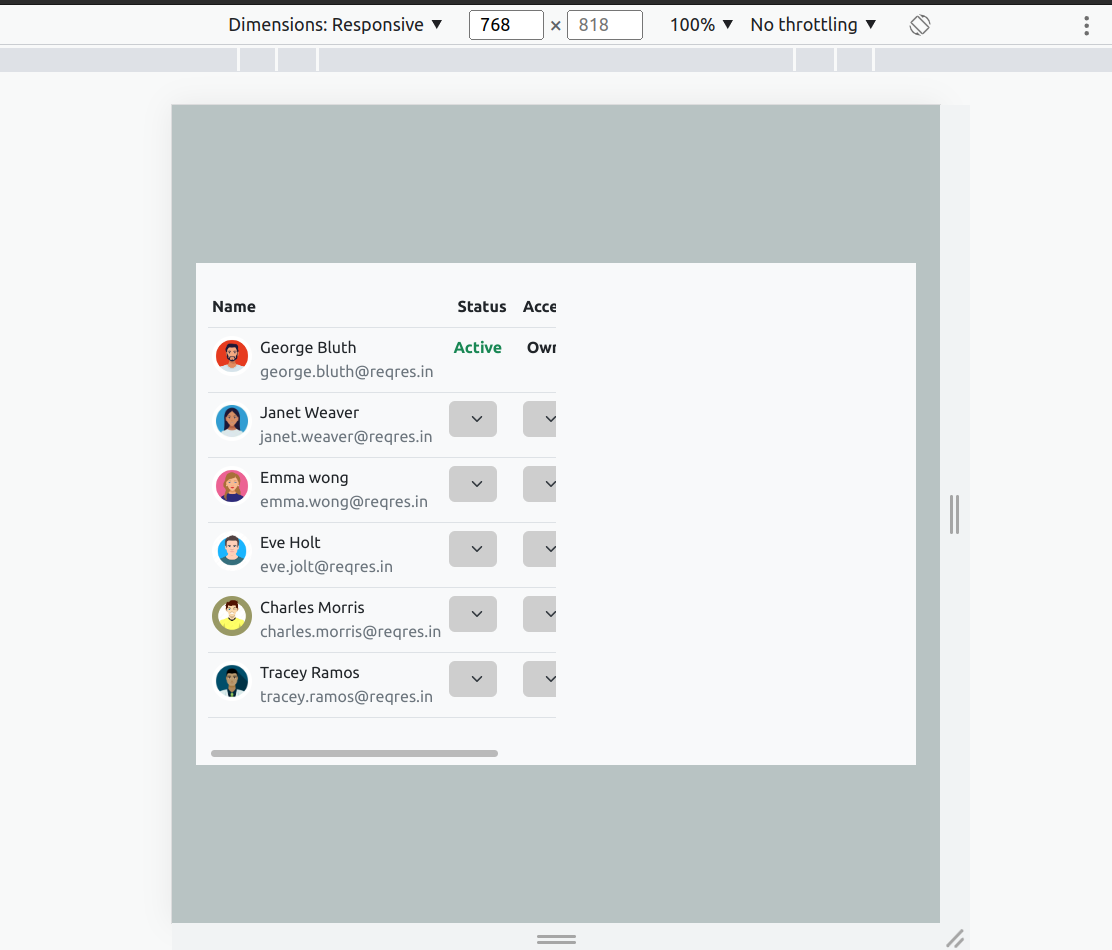 Dimensions: Responsive ▼ 768 × 818 100% ▼ No throttling ▼
Name Status Acce
George Bluth Active Own
george.bluth@reqres.in
Janet Weaver
janet.weaver@reqres.in
Emma wong
emma.wong@reqres.in
Eve Holt
eve.jolt@reqres.in
Charles Morris
charles.morris@reqres.in
Tracey Ramos
tracey.ramos@reqres.in